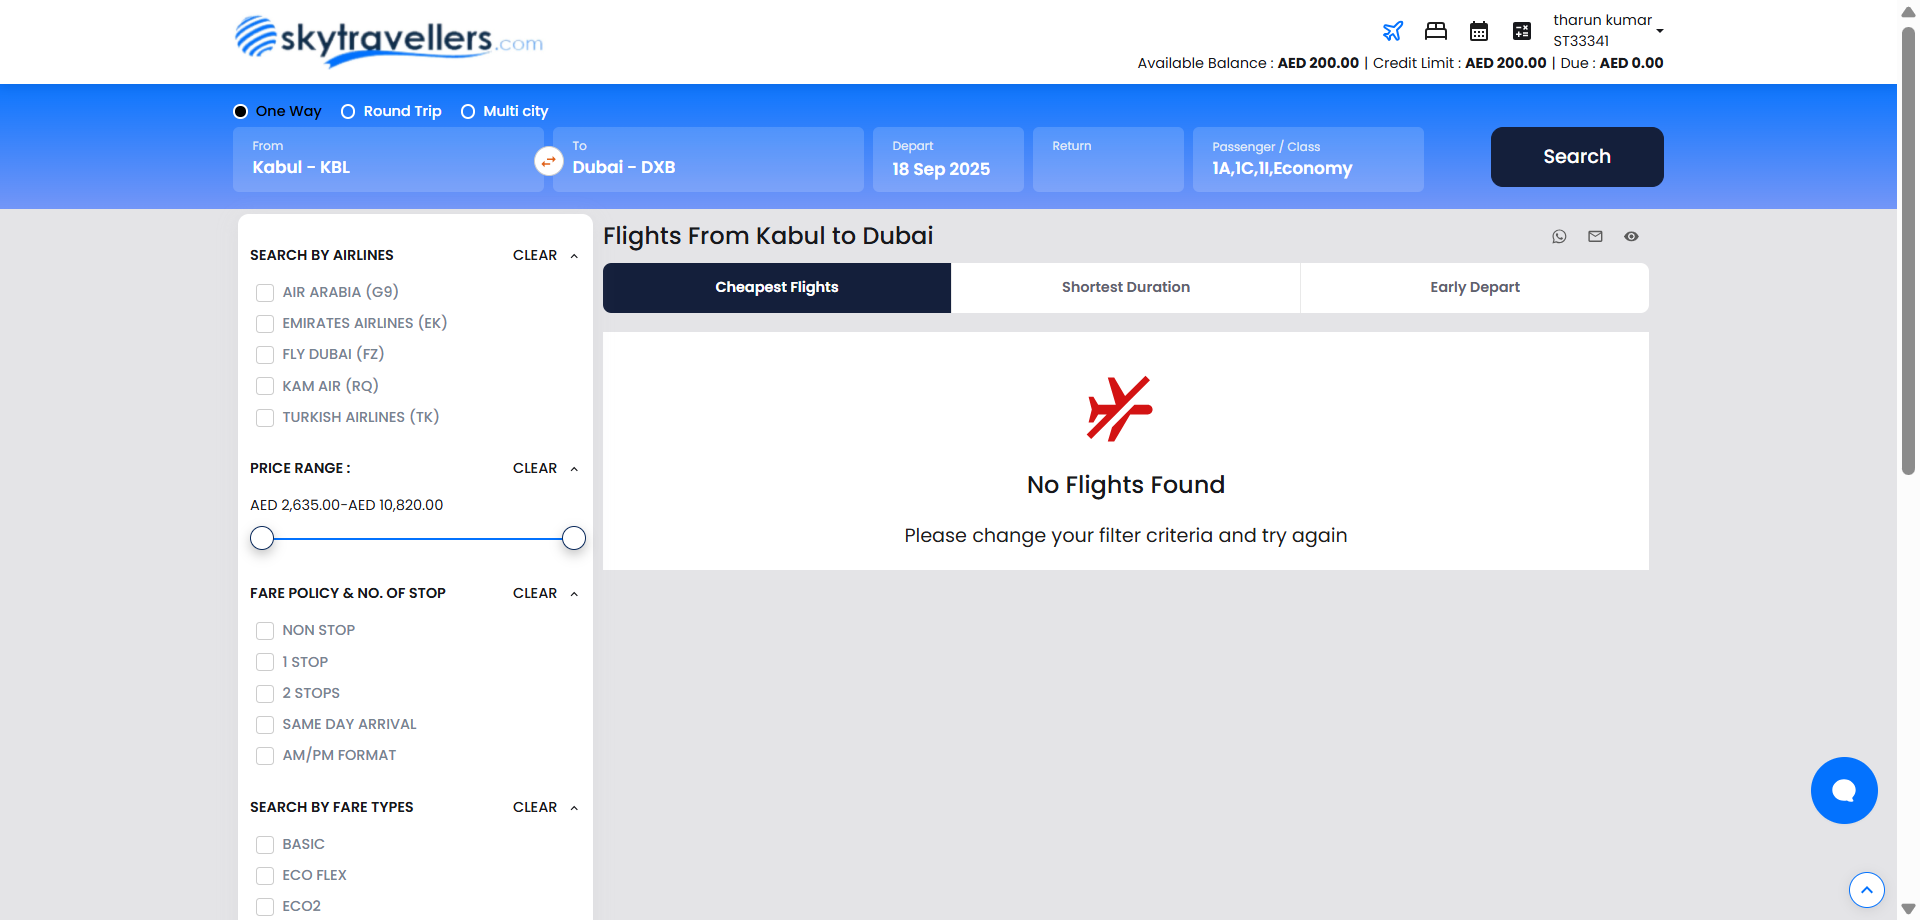 skytravellers.com
tharun kumar
ST33341
Available Balance : AED 200.00 | Credit Limit : AED 200.00 | Due : AED 0.00
One Way
Round Trip
Multi city
From
Kabul - KBL
To
Dubai - DXB
Depart
18 Sep 2025
Return
Passenger / Class
1A,1C,1I,Economy
Search
SEARCH BY AIRLINES
CLEAR
AIR ARABIA (G9)
EMIRATES AIRLINES (EK)
FLY DUBAI (FZ)
KAM AIR (RQ)
TURKISH AIRLINES (TK)
PRICE RANGE :
CLEAR
AED 2,635.00-AED 10,820.00
FARE POLICY & NO. OF STOP
CLEAR
NON STOP
1 STOP
2 STOPS
SAME DAY ARRIVAL
AM/PM FORMAT
SEARCH BY FARE TYPES
CLEAR
BASIC
ECO FLEX
ECO2
Flights From Kabul to Dubai
Cheapest Flights
Shortest Duration
Early Depart
No Flights Found
Please change your filter criteria and try again